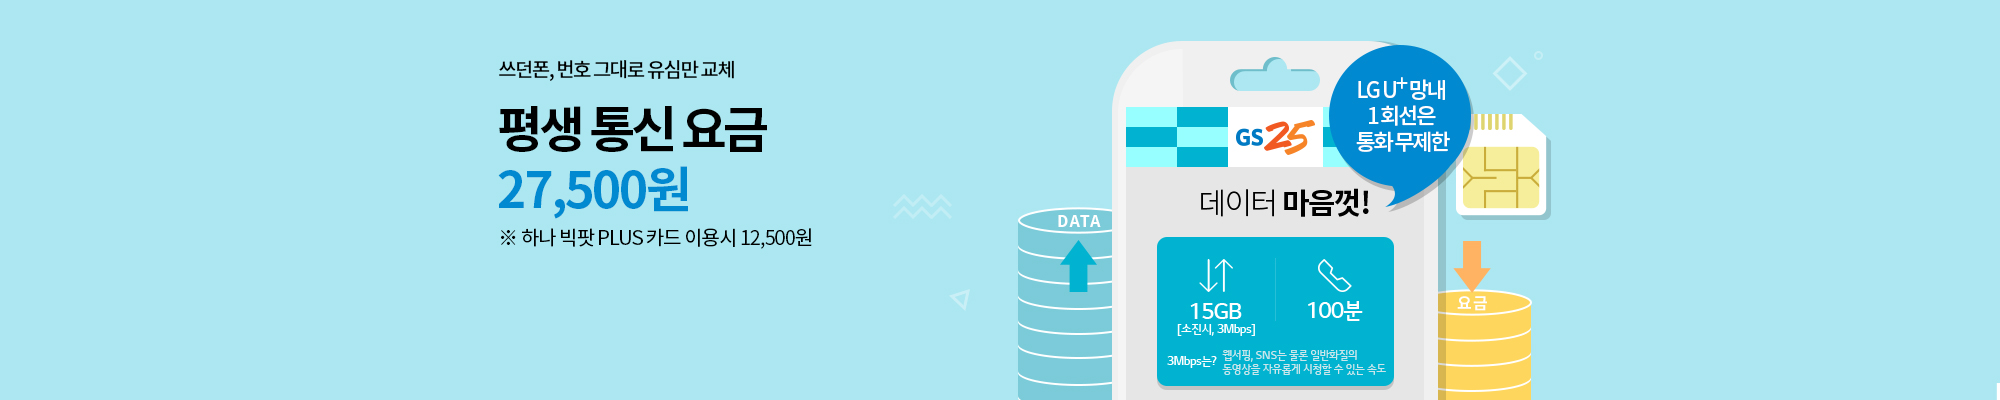 쓰던폰, 번호 그대로 유심만 교체
평생 통신 요금
27,500원
※ 하나 빅팟 PLUS 카드 이용시 12,500원
DATA
GS25
LG U+ 망내
1회선은
통화 무제한
데이터 마음껏!
15GB
[소진시, 3Mbps]
100분
3Mbps는? 웹서핑, SNS는 물론 일반화질의
동영상을 자유롭게 시청할 수 있는 속도
요금